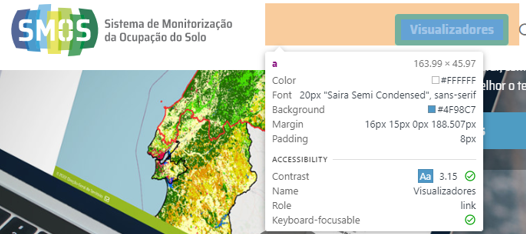 SMOS
Sistema de Monitorização
da Ocupação do Solo
Visualizadores
a 163.99 × 45.97
Color #FFFFFF
Font 20px "Saira Semi Condensed", sans-serif
Background #4F98C7
Margin 16px 15px 0px 188.507px
Padding 8px
ACCESSIBILITY
Contrast Aa 3.15
Name Visualizadores
Role link
Keyboard-focusable
elhor o te
s